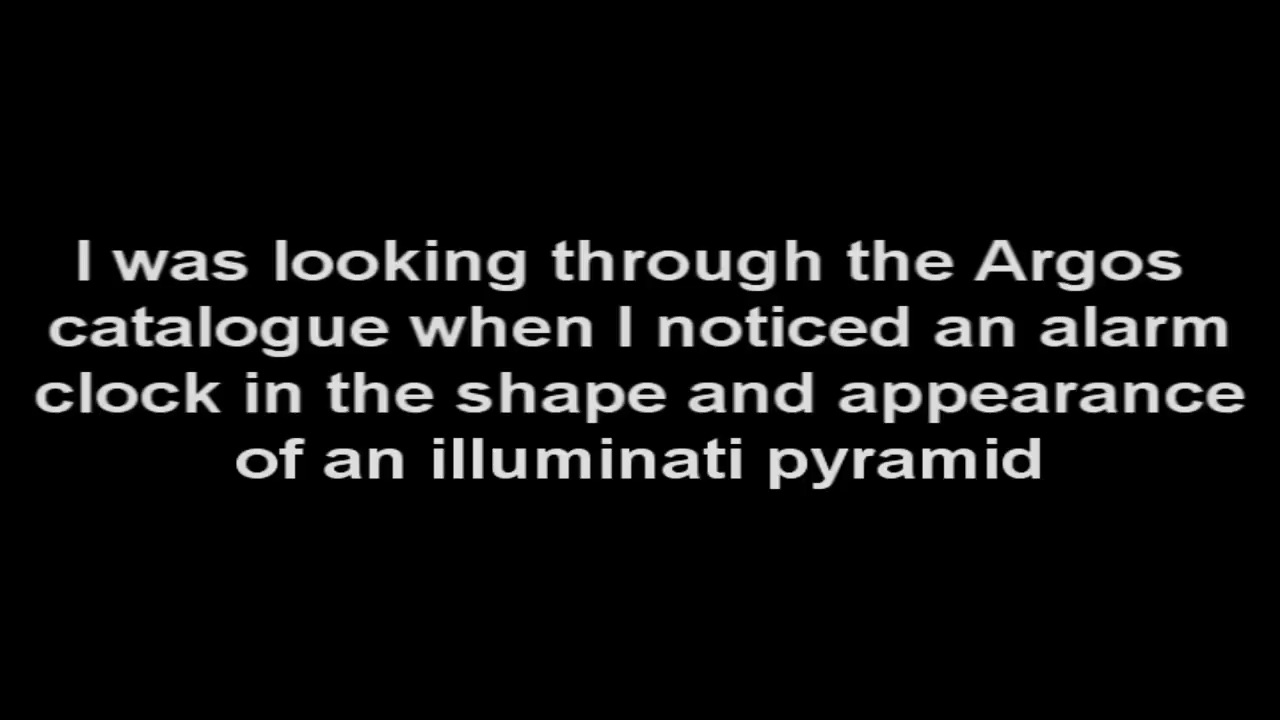 I was looking through the Argos
catalogue when I noticed an alarm
clock in the shape and appearance
of an illuminati pyramid